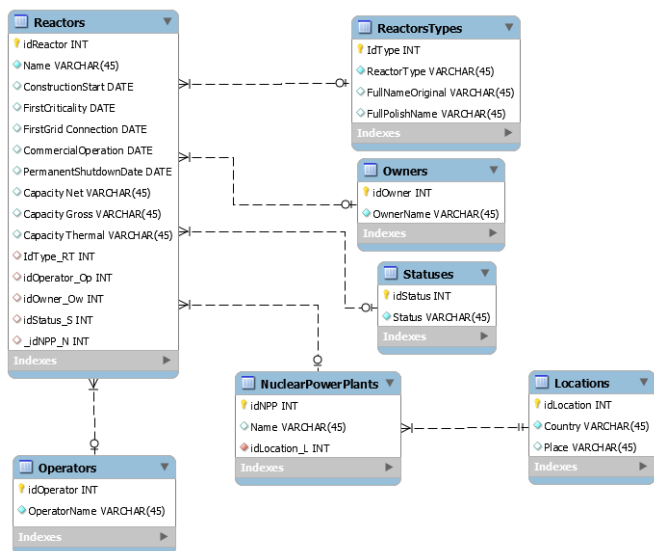 Reactors
idReactor INT
Name VARCHAR(45)
ConstructionStart DATE
FirstCriticality DATE
FirstGrid Connection DATE
CommercialOperation DATE
PermanentShutdownDate DATE
Capacity Net VARCHAR(45)
Capacity Gross VARCHAR(45)
Capacity Thermal VARCHAR(45)
IdType_RT INT
idOperator_Op INT
idOwner_Ow INT
idStatus_S INT
_idNPP_N INT
Indexes
ReactorsTypes
IdType INT
ReactorType VARCHAR(45)
FullNameOriginal VARCHAR(45)
FullPolishName VARCHAR(45)
Indexes
Owners
idOwner INT
OwnerName VARCHAR(45)
Indexes
Statuses
idStatus INT
Status VARCHAR(45)
Indexes
NuclearPowerPlants
idNPP INT
Name VARCHAR(45)
idLocation_L INT
Indexes
Locations
idLocation INT
Country VARCHAR(45)
Place VARCHAR(45)
Indexes
Operators
idOperator INT
OperatorName VARCHAR(45)
Indexes